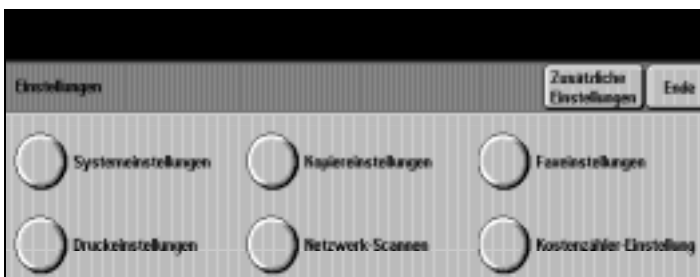 Einstellungen
Zusätzliche
Einstellungen
Ende
Systemeinstellungen
Kopiereinstellungen
Faxeinstellungen
Druckeinstellungen
Netzwerk-Scannen
Kostenzähler-Einstellung